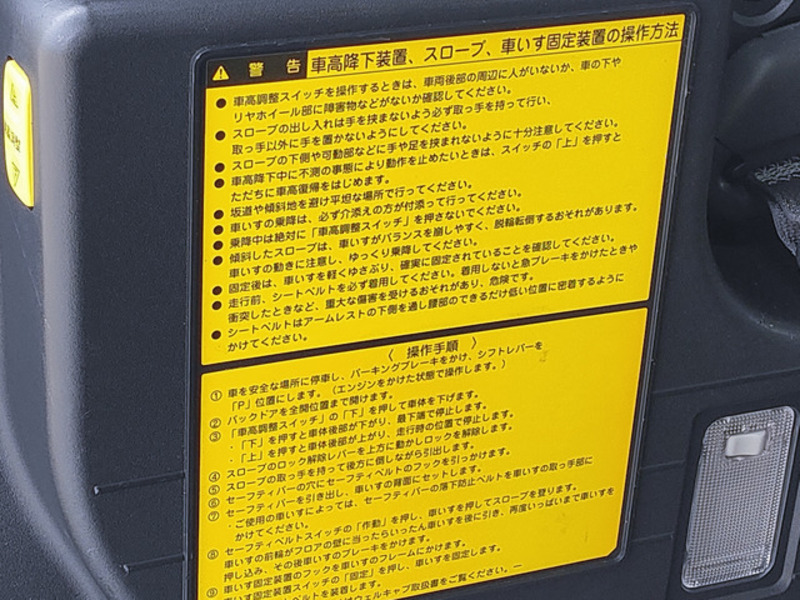 警告 車高降下装置、スロープ、車いす固定装置の操作方法
● 車高調整スイッチを操作するときは、車両後部の周辺に人がいないか、車の下や
リヤホイール部に障害物などがないか確認してください。
● スロープの出し入れは手を挟まないよう必ず取っ手を持って行い、
取っ手以外に手を置かないようにしてください。
● スロープの下側や可動部などに手や足を挟まれないように十分注意してください。
● 車高降下中に不測の事態により動作を止めたいときは、スイッチの「上」を押すと
ただちに車高復帰をはじめます。
● 坂道や傾斜地を避け平坦な場所で行ってください。
● 車いすの乗降は、必ず介添えの方が付添って行ってください。
● 乗降中は絶対に「車高調整スイッチ」を押さないでください。
● 傾斜したスロープは、車いすがバランスを崩しやすく、脱輪転倒するおそれがあります。
車いすの動きに注意し、ゆっくり乗降してください。
● 固定後は、車いすを軽くゆさぶり、確実に固定されていることを確認してください。
● 走行前、シートベルトを必ず着用してください。着用しないと急ブレーキをかけたときや
衝突したときなど、重大な傷害を受けるおそれがあり、危険です。
● シートベルトはアームレストの下側を通し腰部のできるだけ低い位置に密着するように
かけてください。
〈 操作手順 〉
① 車を安全な場所に停車し、パーキングブレーキをかけ、シフトレバーを
「P」位置にします。(エンジンをかけた状態で操作します。)
② バックドアを全開位置まで開けます。
③ 「車高調整スイッチ」の「下」を押して車体を下げます。
・「下」を押すと車体後部が下がり、最下端で停止します。
・「上」を押すと車体後部が上がり、走行時の位置で停止します。
④ スロープのロック解除レバーを上方に動かしロックを解除します。
⑤ スロープの取っ手を持って後方に倒しながら引出します。
⑥ セーフティバーの穴にセーフティベルトのフックを引っかけます。
⑦ セーフティバーを引き出し、車いすの背面にセットします。
・ご使用の車いすによっては、セーフティバーの落下防止ベルトを車いすの取っ手部に
かけてください。
⑧ セーフティベルトスイッチの「作動」を押し、車いすを押してスロープを登ります。
車いすの前輪がフロアの壁に当ったらいったん車いすを後に引き、再度いっぱいまで車いすを
押し込み、その後車いすのブレーキをかけます。
⑨ 車いす固定装置のフックを車いすのフレームにかけます。
車いす固定装置スイッチの「固定」を押し、車いすを固定します。
ベルトを装着します。
ウェルキャブ取扱書をご覧ください。